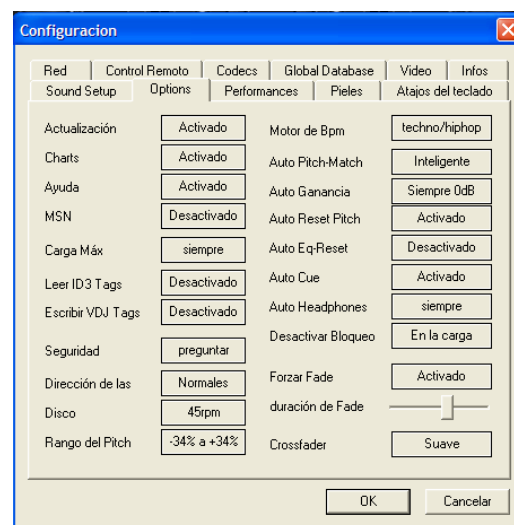 Configuracion
Red Control Remoto Codecs Global Database Video Infos
Sound Setup Options Performances Pieles Atajos del teclado
Actualización Activado
Charts Activado
Ayuda Activado
MSN Desactivado
Carga Máx siempre
Leer ID3 Tags Desactivado
Escribir VDJ Tags Desactivado
Seguridad preguntar
Dirección de las Normales
Disco 45rpm
Rango del Pitch -34% a +34%
Motor de Bpm techno/hiphop
Auto Pitch-Match Inteligente
Auto Ganancia Siempre 0dB
Auto Reset Pitch Activado
Auto Eq-Reset Desactivado
Auto Cue Activado
Auto Headphones siempre
Desactivar Bloqueo En la carga
Forzar Fade Activado
duración de Fade
Crossfader Suave
OK Cancelar